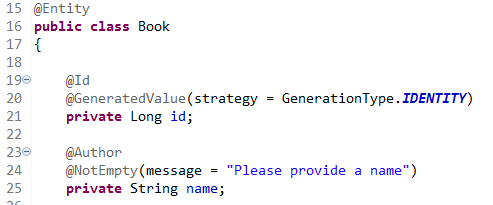 15 @Entity
16 public class Book
17 {
18
19 @Id
20 @GeneratedValue(strategy = GenerationType.IDENTITY)
21 private Long id;
22
23 @Author
24 @NotEmpty(message = "Please provide a name")
25 private String name;